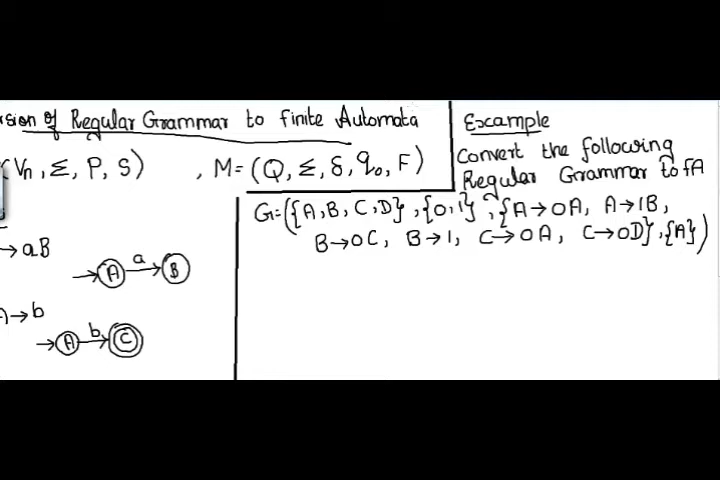 rsion of Regular Grammar to finite Automata
(Vn, Σ, P, S) , M = (Q, Σ, δ, q0, F)
→ aB
A a B
A → b
A b C
Example
Convert the following
Regular Grammar to fA
G = ({A, B, C, D}, {0, 1}, {A → 0A, A → 1B,
B → 0C, B → 1, C → 0A, C → 0D}, {A})